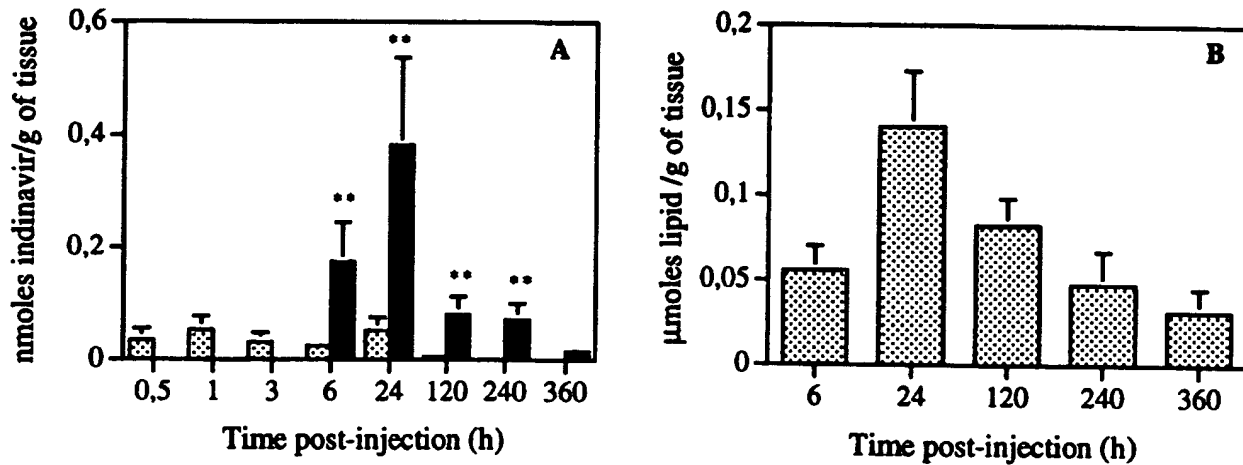 0,6
A
**
0,4
**
0,2
**
**
0
nmoles indinavir/g of tissue
0,5 1 3 6 24 120 240 360
Time post-injection (h)
0,2
B
0,15
0,1
0,05
0
µmoles lipid /g of tissue
6 24 120 240 360
Time post-injection (h)